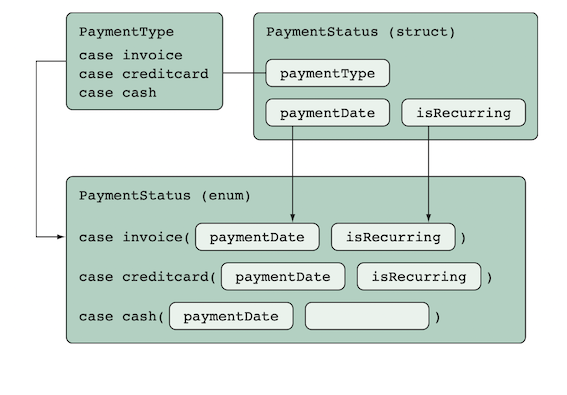 PaymentType
case invoice
case creditcard
case cash
PaymentStatus (struct)
paymentType
paymentDate isRecurring
PaymentStatus (enum)
case invoice( paymentDate isRecurring )
case creditcard( paymentDate isRecurring )
case cash( paymentDate )